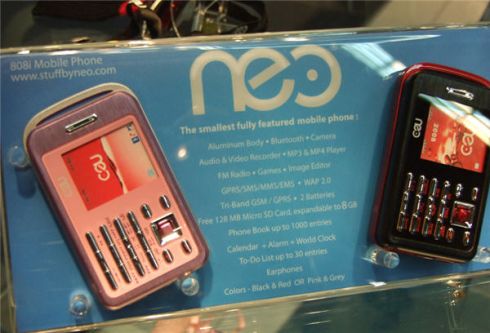 808i Mobile Phone
www.stuffbyneo.com
neo
The smallest fully featured mobile phone :
Aluminum Body • Bluetooth • Camera
Audio & Video Recorder • MP3 & MP4 Player
FM Radio • Games • Image Editor
GPRS/SMS/MMS/EMS • WAP 2.0
Tri-Band GSM / GPRS • 2 Batteries
Free 128 MB Micro SD Card, expandable to 8 GB
Phone Book up to 1000 entries
Calendar + Alarm + World Clock
To-Do List up to 30 entries
Earphones
Colors - Black & Red OR Pink & Grey
neo
neo
808i